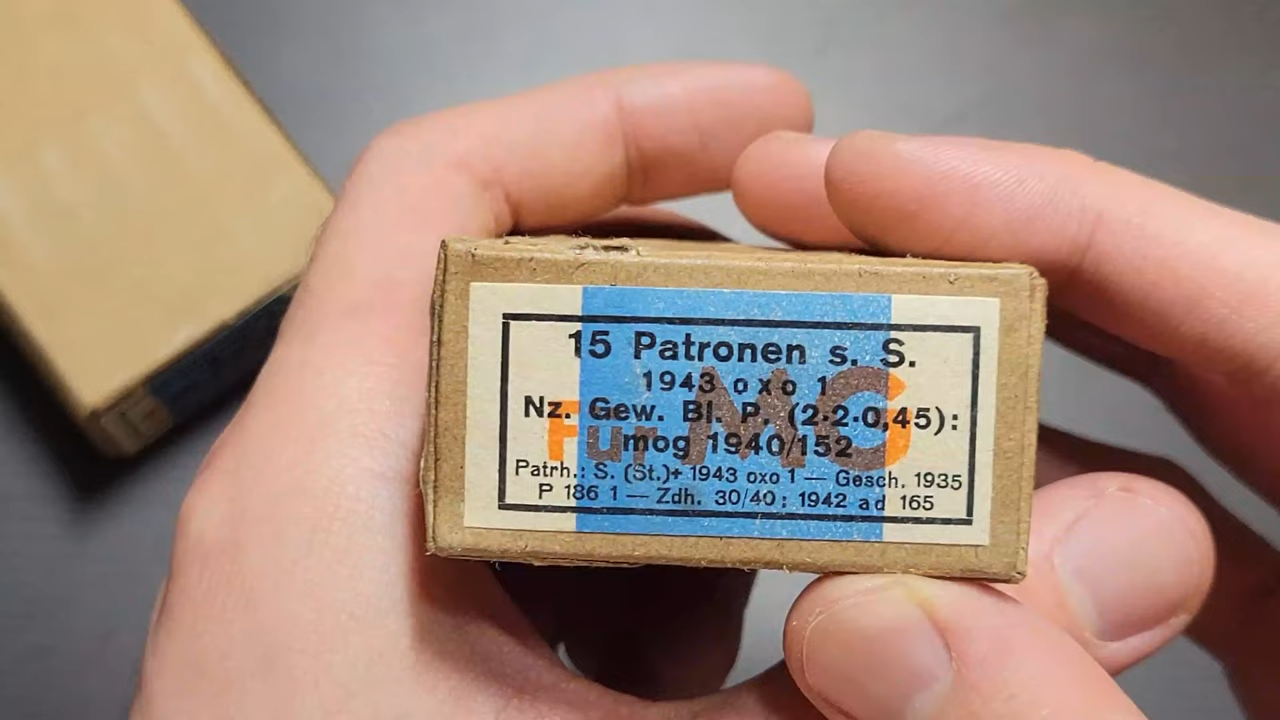 15 Patronen s. S.
1943 oxo 1
Nz. Gew. Bl. P. (2·2·0,45):
mog 1940/152
Patrh.: S. (St.)+ 1943 oxo 1 — Gesch. 1935
P 186 1 — Zdh. 30/40: 1942 ad 165
Für MG